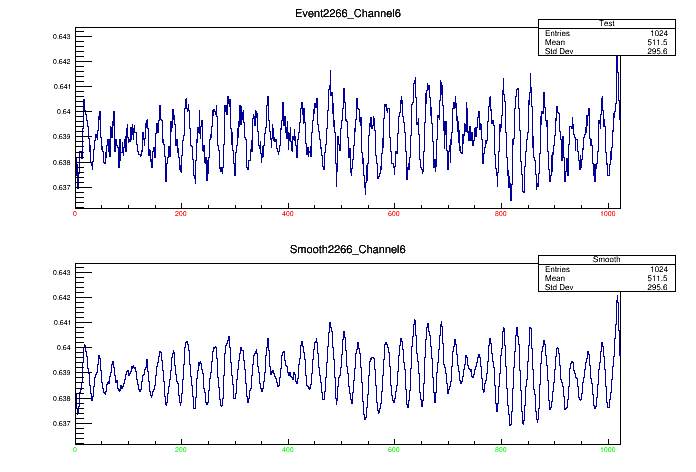 Event2266_Channel6
Test
Entries 1024
Mean 511.5
Std Dev 295.6
0.643
0.642
0.641
0.64
0.639
0.638
0.637
0 200 400 600 800 1000
Smooth2266_Channel6
Smooth
Entries 1024
Mean 511.5
Std Dev 295.6
0.643
0.642
0.641
0.64
0.639
0.638
0.637
0 200 400 600 800 1000